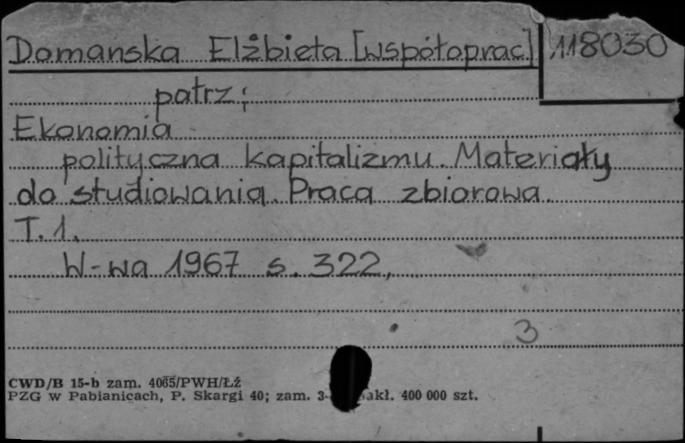 Domanska Elżbieta [współoprac] 118030
patrz:
Ekonomia
polityczna kapitalizmu. Materiały
do studiowania. Praca zbiorowa.
T. 1.
W-wa 1967 s. 322,
3
CWD/B 15-b zam. 4065/PWH/Łź
PZG w Pabianicach, P. Skargi 40; zam. 3- akł. 400 000 szt.